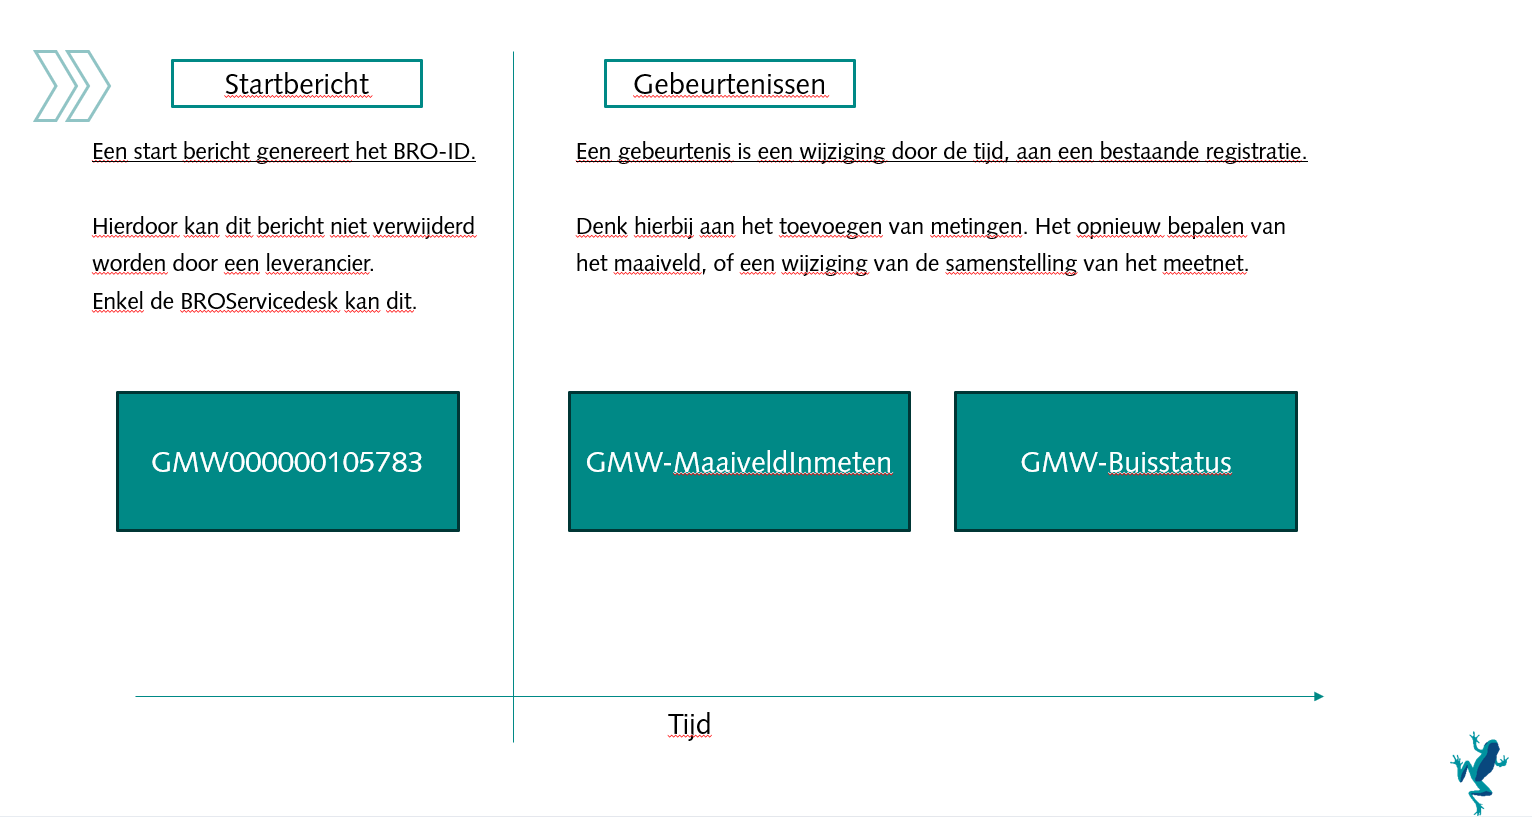 Startbericht
Een start bericht genereert het BRO-ID.
Hierdoor kan dit bericht niet verwijderd
worden door een leverancier.
Enkel de BROServicedesk kan dit.
GMW000000105783
Gebeurtenissen
Een gebeurtenis is een wijziging door de tijd, aan een bestaande registratie.
Denk hierbij aan het toevoegen van metingen. Het opnieuw bepalen van
het maaiveld, of een wijziging van de samenstelling van het meetnet.
GMW-MaaiveldInmeten
GMW-Buisstatus
Tijd